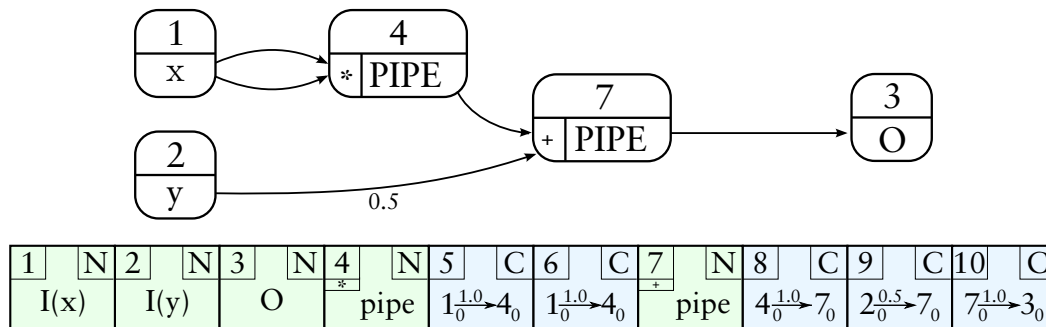 1
x
4
* PIPE
7
+ PIPE
3
O
2
y
0.5
1 N 2 N 3 N 4 N 5 C 6 C 7 N 8 C 9 C 10 C
* +
I(x) I(y) O pipe 1 0 1.0 4 0 1 0 1.0 4 0 pipe 4 0 1.0 7 0 2 0 0.5 7 0 7 0 1.0 3 0